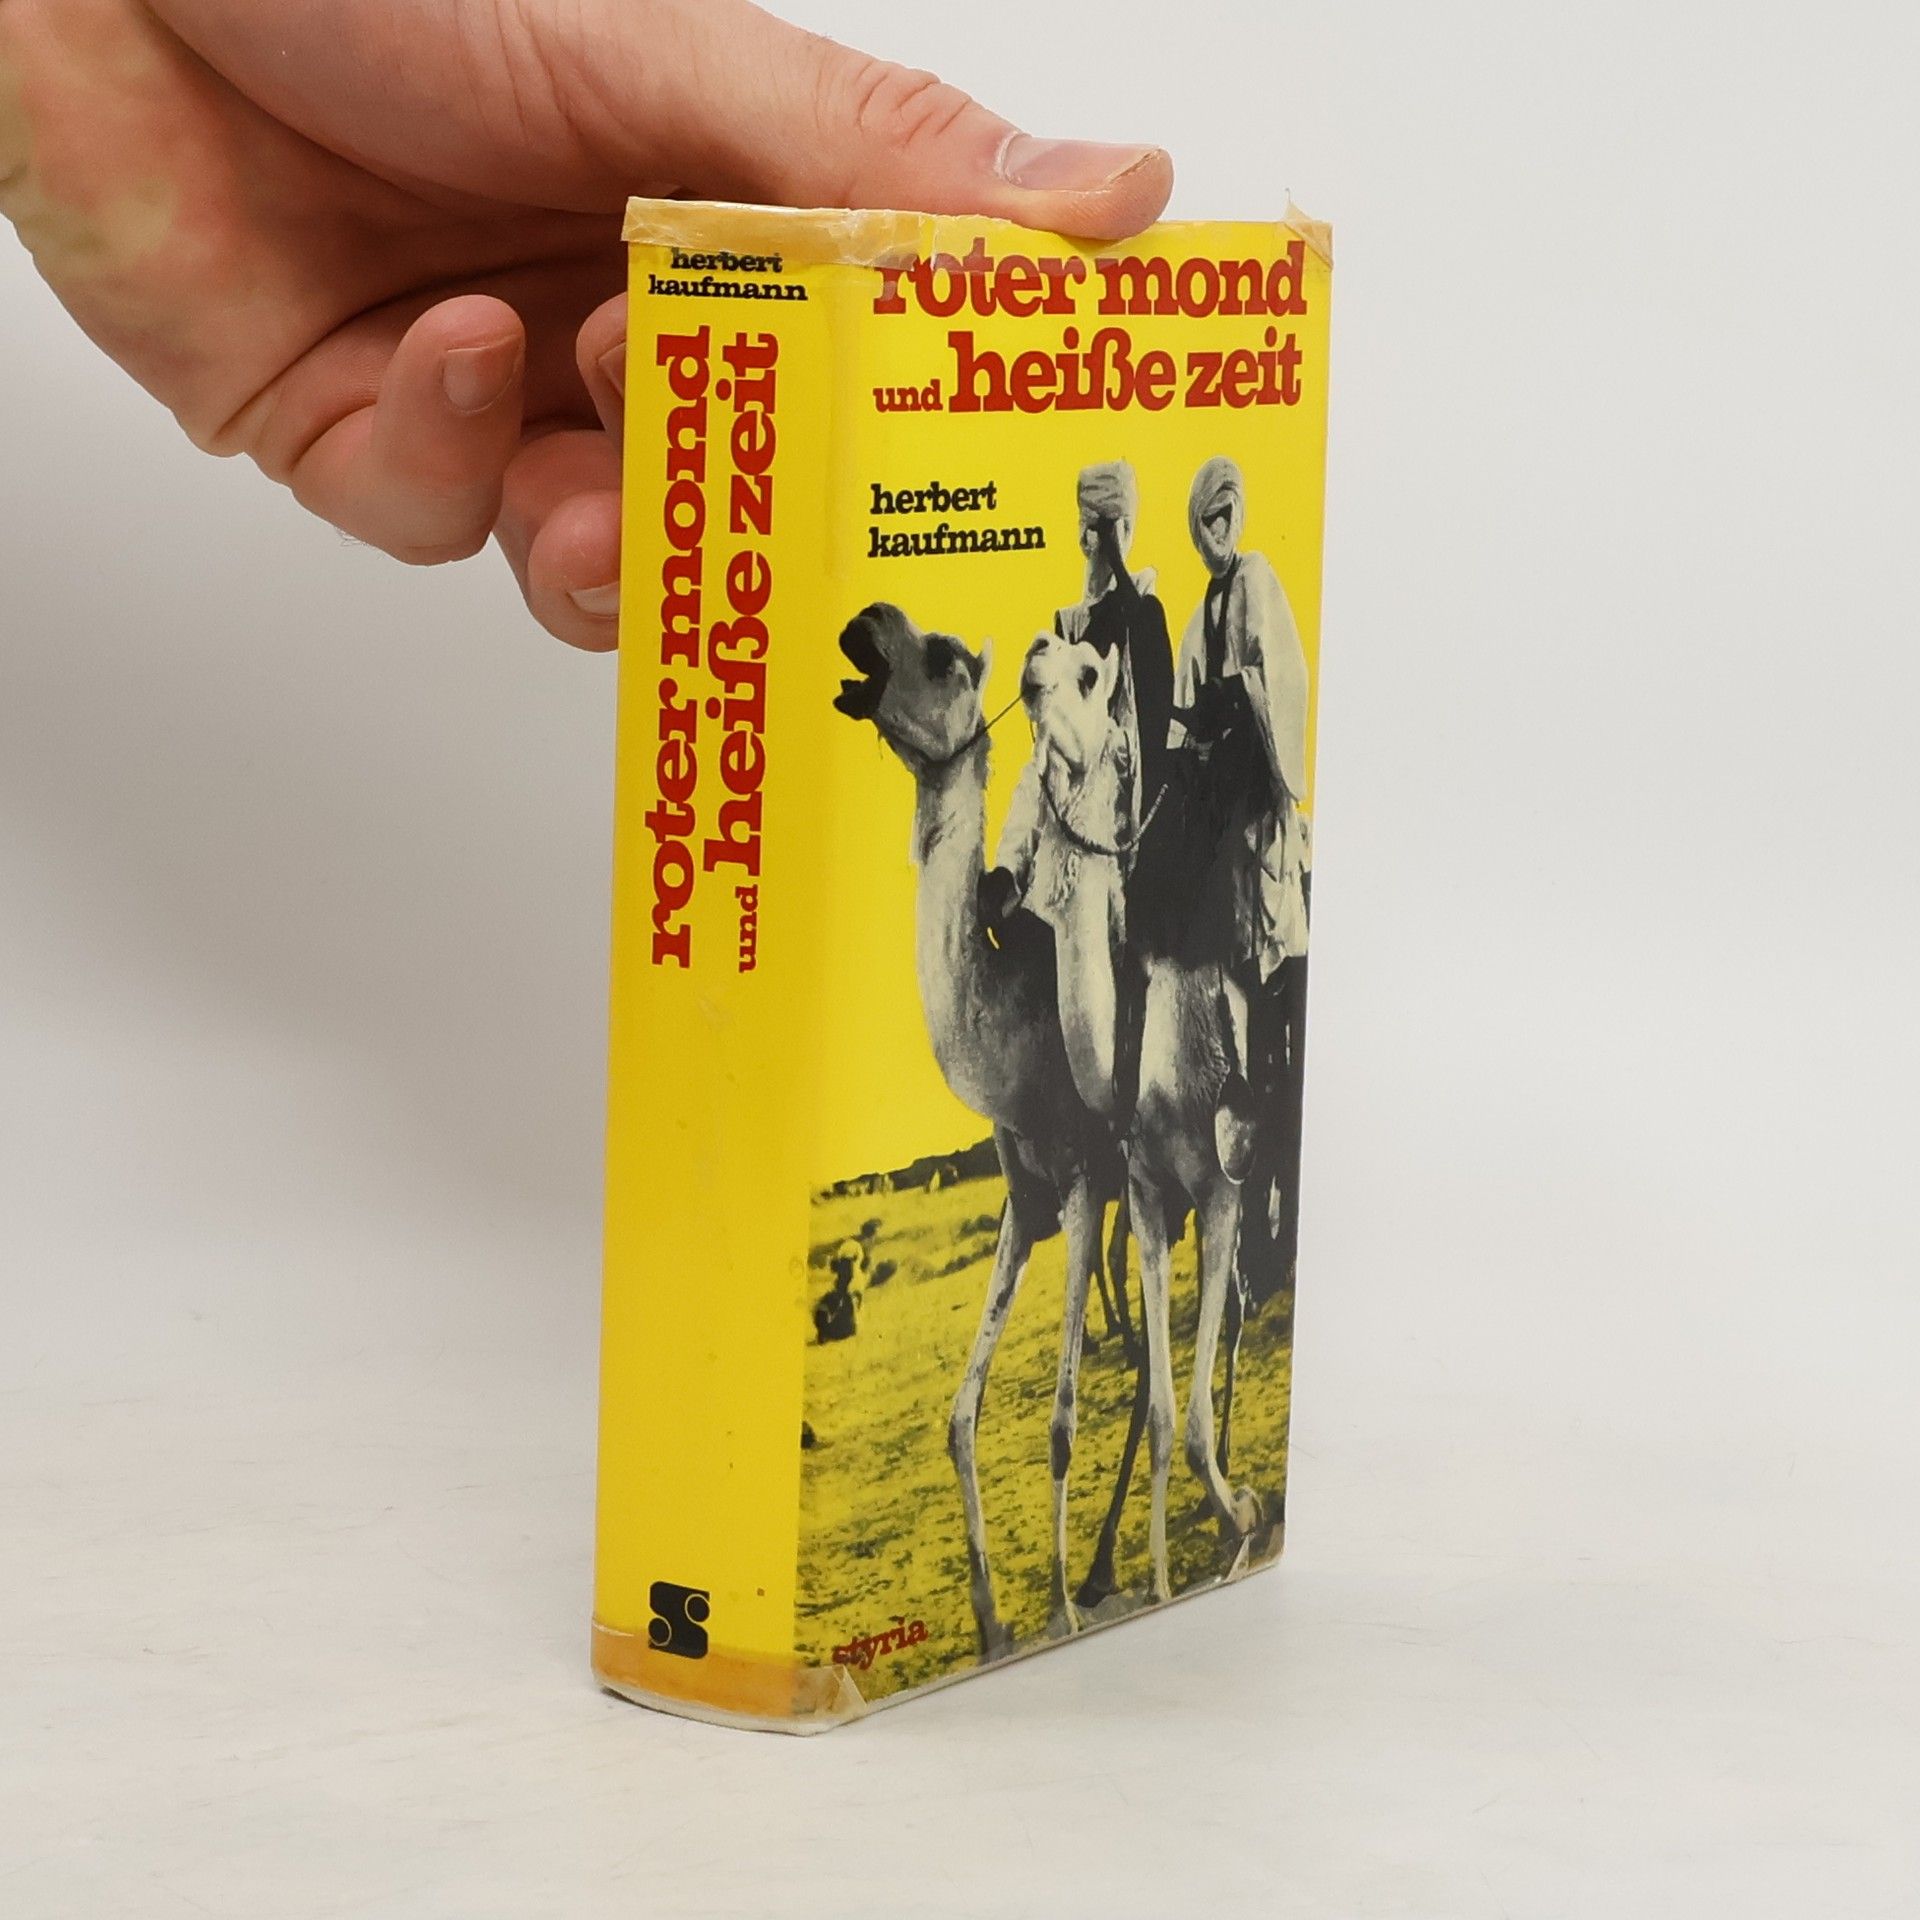 herbert
kaufmann
roter mond
und heiße zeit
roter mond
und heiße zeit
herbert
kaufmann
styria